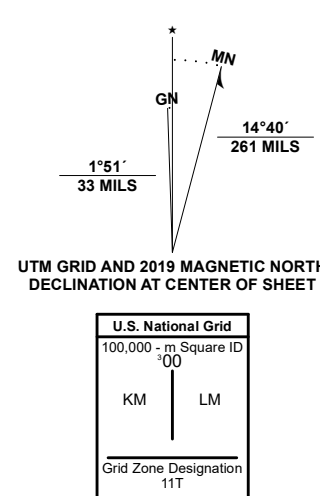 ★
MN
GN
14°40´
261 MILS
1°51´
33 MILS
UTM GRID AND 2019 MAGNETIC NORTH
DECLINATION AT CENTER OF SHEET
U.S. National Grid
100,000 - m Square ID
³00
KM LM
Grid Zone Designation
11T